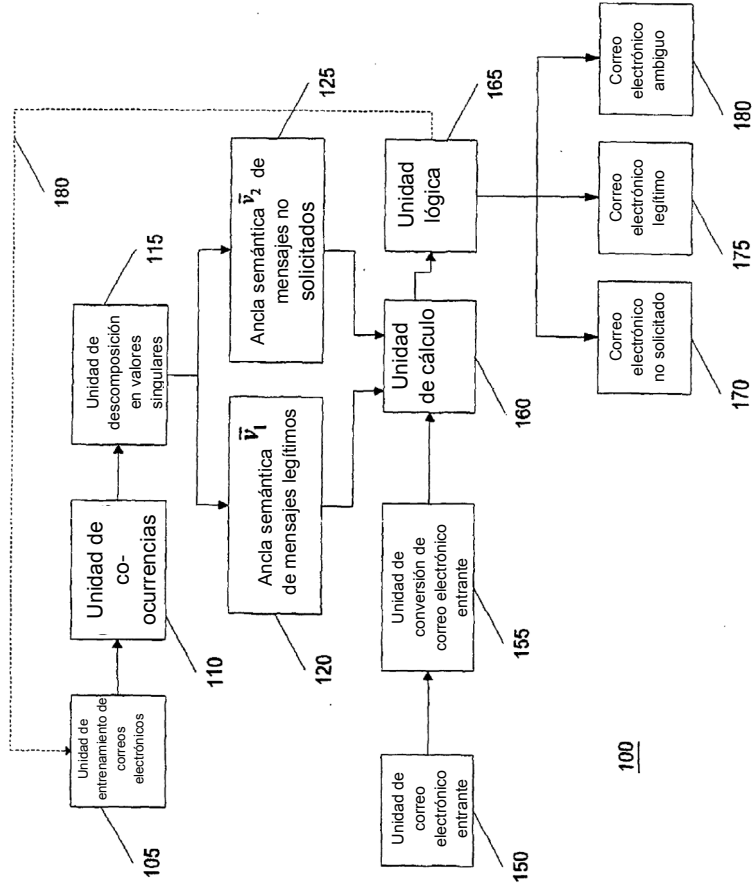 180
115
Unidad de
descomposición
en valores
singulares
Unidad de
co-
ocurrencias
110
Unidad de
entrenamiento de
correos
electrónicos
105
125
Ancla semántica v̄₂ de
mensajes no
solicitados
v̄₁
Ancla semántica
de mensajes legítimos
120
165
Unidad
lógica
Unidad
de cálculo
160
Unidad de
conversión de
correo electrónico
entrante
155
Unidad de
correo
electrónico
entrante
150
Correo
electrónico
ambiguo
180
Correo
electrónico
legítimo
175
Correo
electrónico
no solicitado
170
100